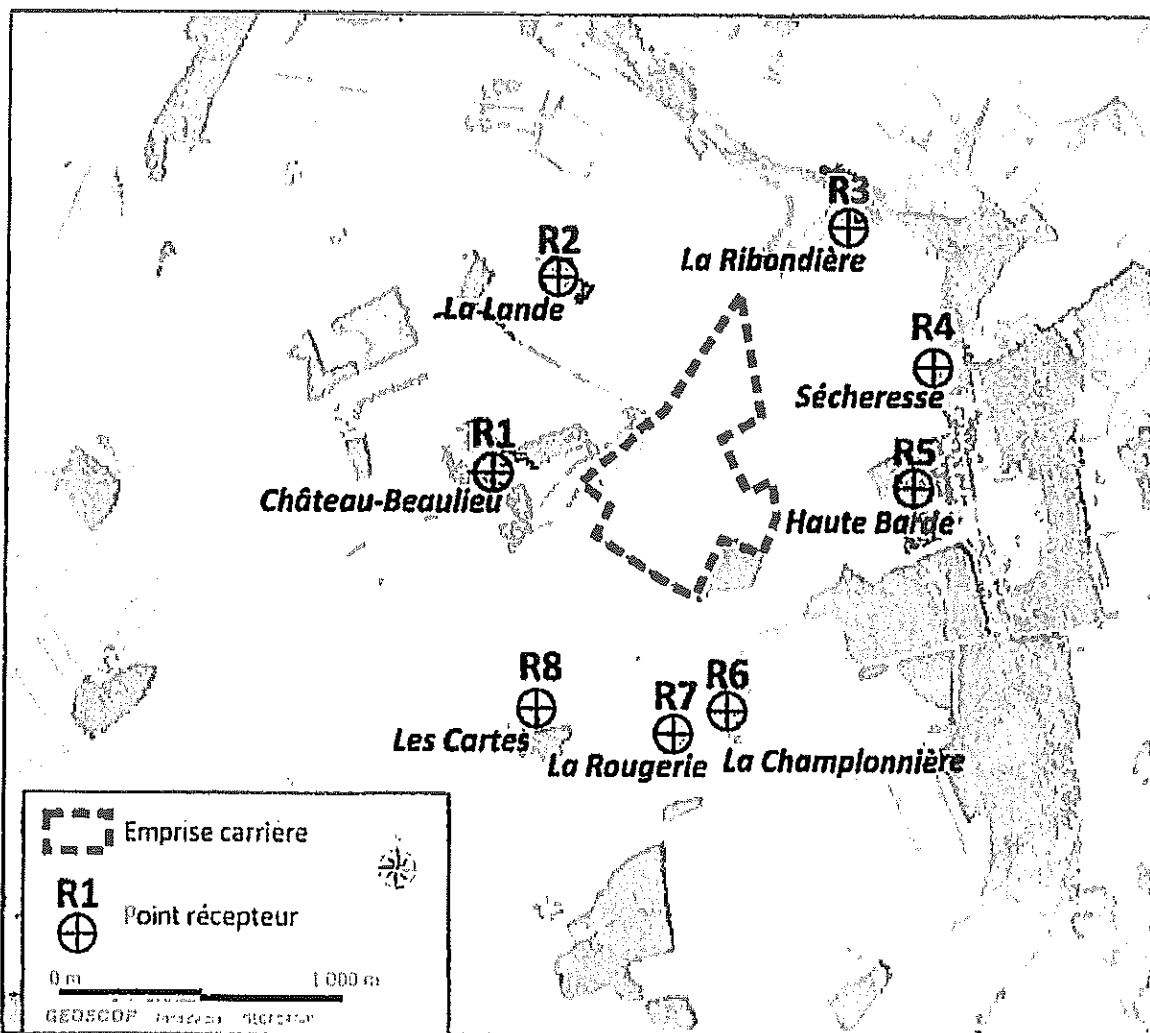 R3
La Ribondière
R2
La Lande
R4
Sécheresse
R1
Château-Beaulieu
R5
Haute Barde
R8
Les Cartes
R7
La Rougerie
R6
La Champlonnière
Emprise carrière
R1
Point récepteur
0 m
1 000 m
GEOSCOP